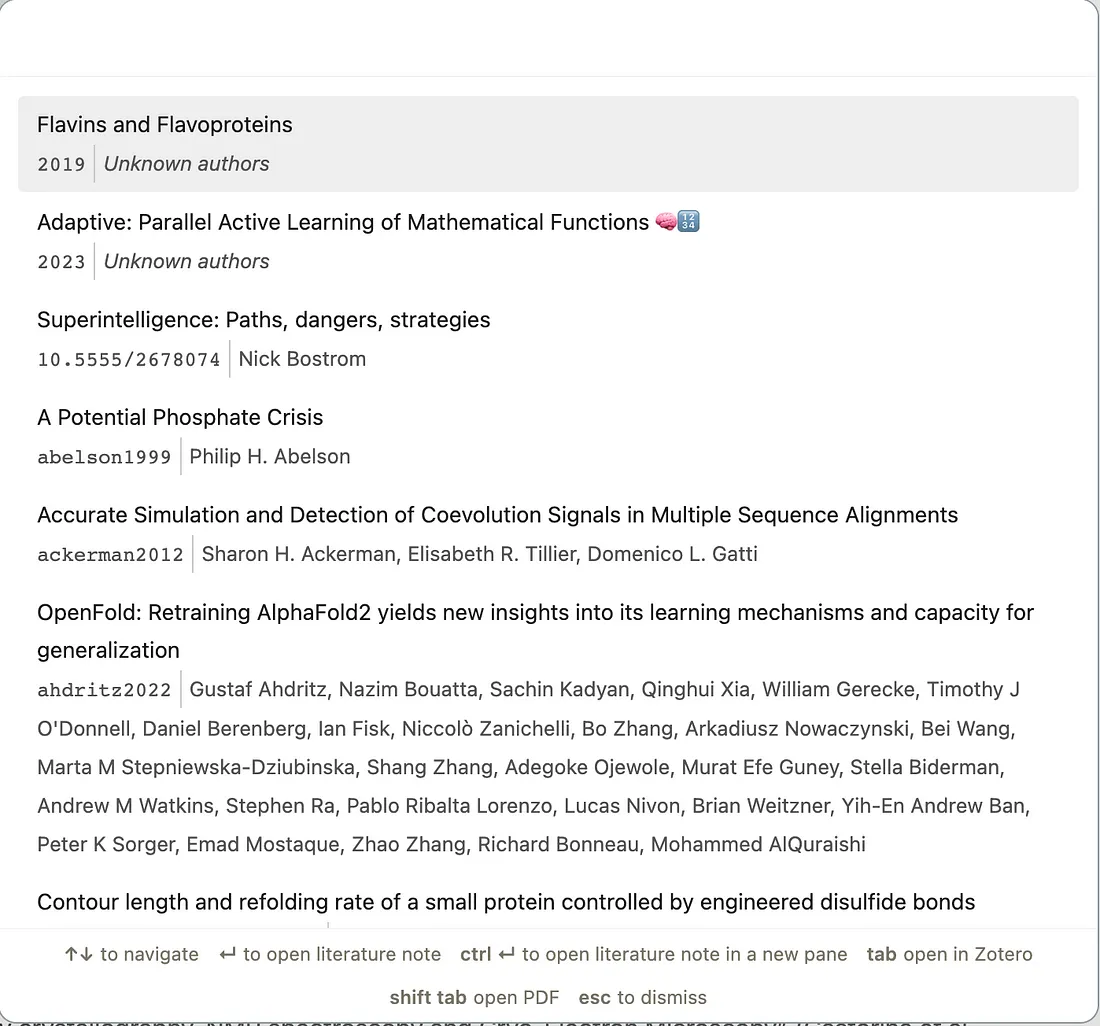 Flavins and Flavoproteins
2019 Unknown authors
Adaptive: Parallel Active Learning of Mathematical Functions 🧠🔢
2023 Unknown authors
Superintelligence: Paths, dangers, strategies
10.5555/2678074 Nick Bostrom
A Potential Phosphate Crisis
abelson1999 Philip H. Abelson
Accurate Simulation and Detection of Coevolution Signals in Multiple Sequence Alignments
ackerman2012 Sharon H. Ackerman, Elisabeth R. Tillier, Domenico L. Gatti
OpenFold: Retraining AlphaFold2 yields new insights into its learning mechanisms and capacity for
generalization
ahdritz2022 Gustaf Ahdritz, Nazim Bouatta, Sachin Kadyan, Qinghui Xia, William Gerecke, Timothy J
O'Donnell, Daniel Berenberg, Ian Fisk, Niccolò Zanichelli, Bo Zhang, Arkadiusz Nowaczynski, Bei Wang,
Marta M Stepniewska-Dziubinska, Shang Zhang, Adegoke Ojewole, Murat Efe Guney, Stella Biderman,
Andrew M Watkins, Stephen Ra, Pablo Ribalta Lorenzo, Lucas Nivon, Brian Weitzner, Yih-En Andrew Ban,
Peter K Sorger, Emad Mostaque, Zhao Zhang, Richard Bonneau, Mohammed AlQuraishi
Contour length and refolding rate of a small protein controlled by engineered disulfide bonds
↑↓ to navigate ↵ to open literature note ctrl ↵ to open literature note in a new pane tab open in Zotero
shift tab open PDF esc to dismiss